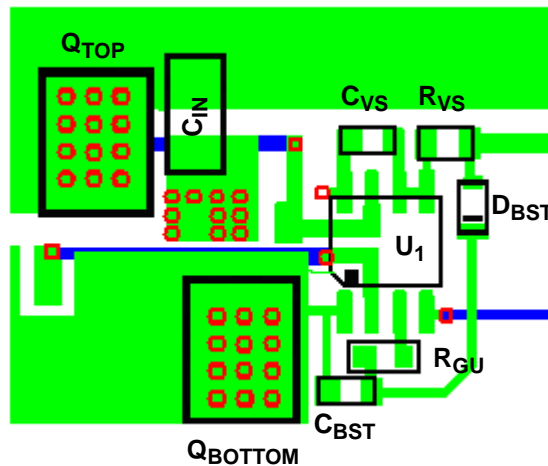 QTOP
CIN
CVS
RVS
DBST
U1
RGU
CBST
QBOTTOM